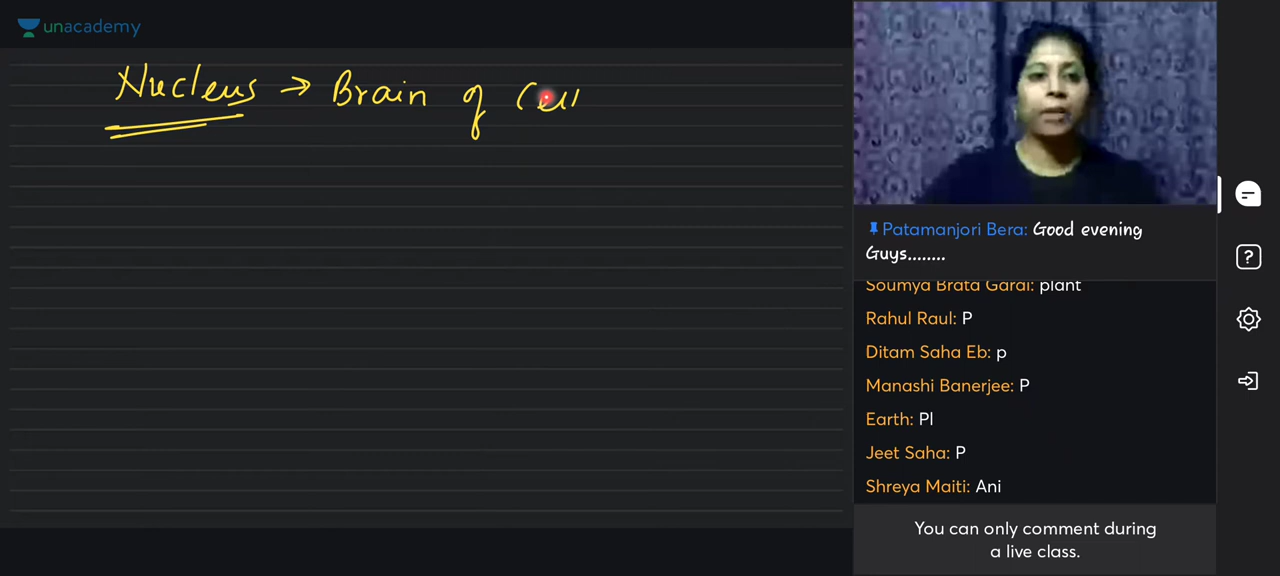 unacademy
Nucleus → Brain of Cell
Patamanjori Bera: Good evening
Guys........
Soumya Brata Garai: plant
Rahul Raul: P
Ditam Saha Eb: p
Manashi Banerjee: P
Earth: Pl
Jeet Saha: P
Shreya Maiti: Ani
You can only comment during
a live class.
?